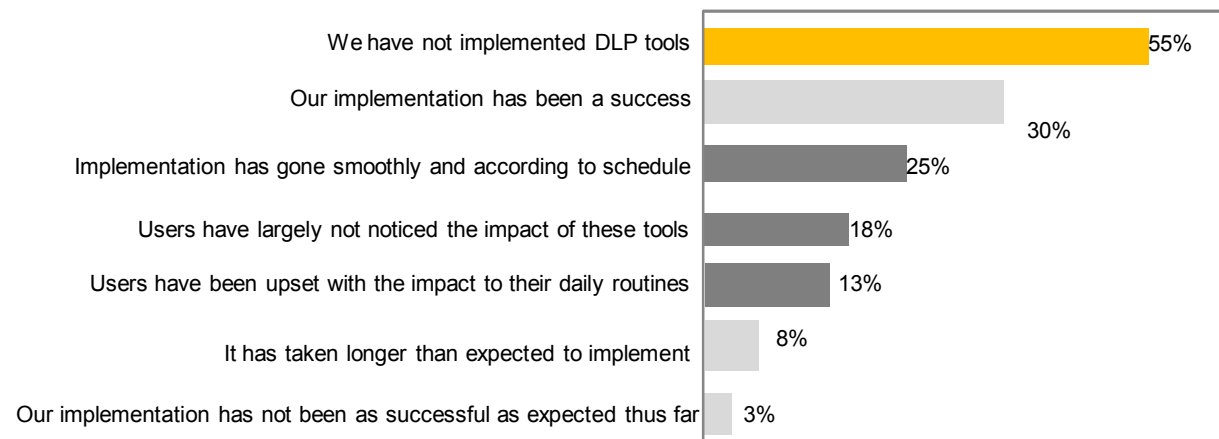 We have not implemented DLP tools 55%
Our implementation has been a success 30%
Implementation has gone smoothly and according to schedule 25%
Users have largely not noticed the impact of these tools 18%
Users have been upset with the impact to their daily routines 13%
It has taken longer than expected to implement 8%
Our implementation has not been as successful as expected thus far 3%